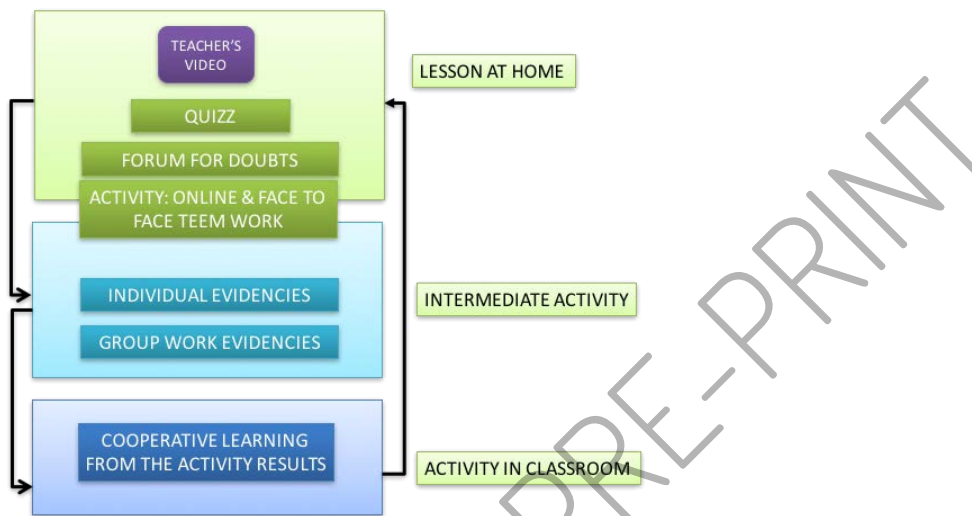 TEACHER'S
VIDEO
LESSON AT HOME
QUIZZ
FORUM FOR DOUBTS
ACTIVITY: ONLINE & FACE TO
FACE TEEM WORK
INDIVIDUAL EVIDENCIES
INTERMEDIATE ACTIVITY
GROUP WORK EVIDENCIES
COOPERATIVE LEARNING
FROM THE ACTIVITY RESULTS
ACTIVITY IN CLASSROOM
PRE-PRINT